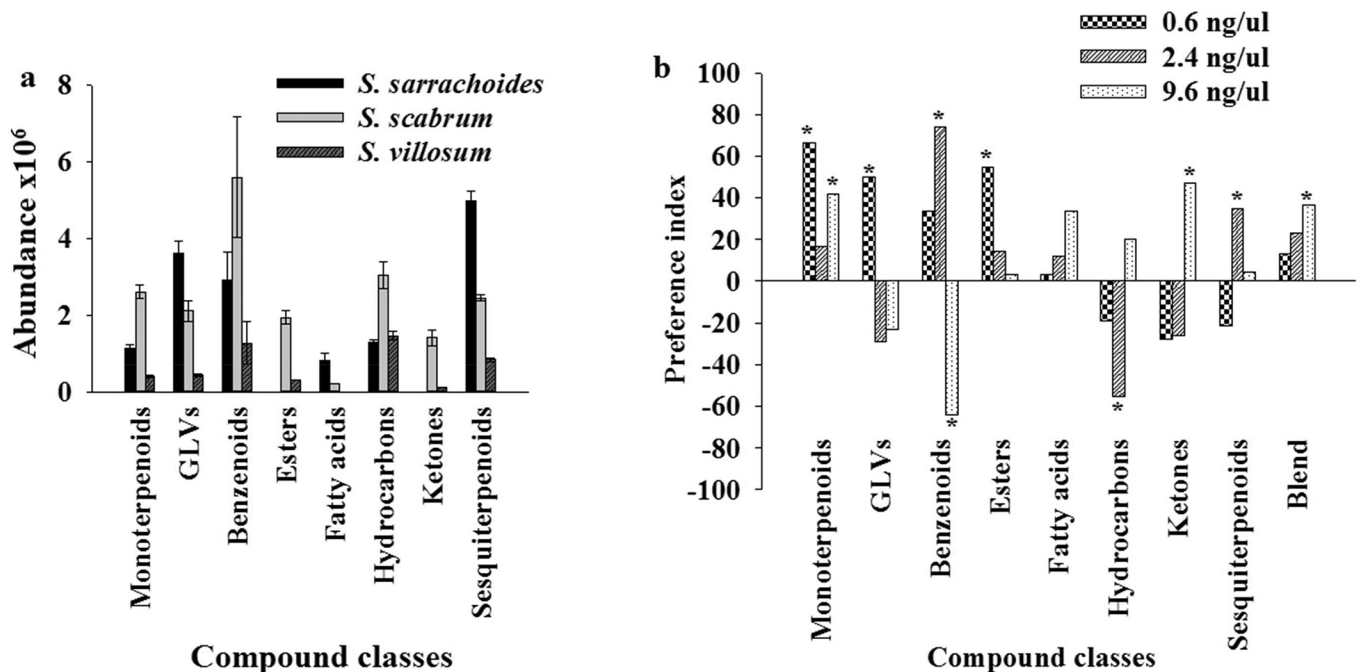 a
S. sarrachoides
S. scabrum
S. villosum
Abundance x10⁶
8
6
4
2
0
Monoterpenoids
GLVs
Benzenoids
Esters
Fatty acids
Hydrocarbons
Ketones
Sesquiterpenoids
Compound classes
b
0.6 ng/ul
2.4 ng/ul
9.6 ng/ul
Preference index
100
80
60
40
20
0
-20
-40
-60
-80
-100
* * * * * * * * * *
Monoterpenoids
GLVs
Benzenoids
Esters
Fatty acids
Hydrocarbons
Ketones
Sesquiterpenoids
Blend
Compound classes